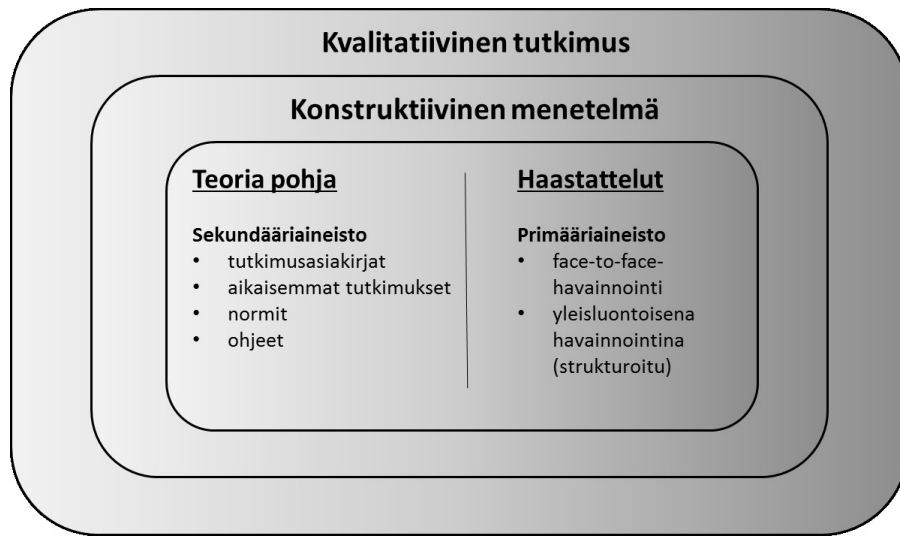 Kvalitatiivinen tutkimus
Konstruktiivinen menetelmä
Teoria pohja
Sekundääriaineisto
• tutkimusasiakirjat
• aikaisemmat tutkimukset
• normit
• ohjeet
Haastattelut
Primääriaineisto
• face-to-face-
havainnointi
• yleisluontoisena
havainnointina
(strukturoitu)